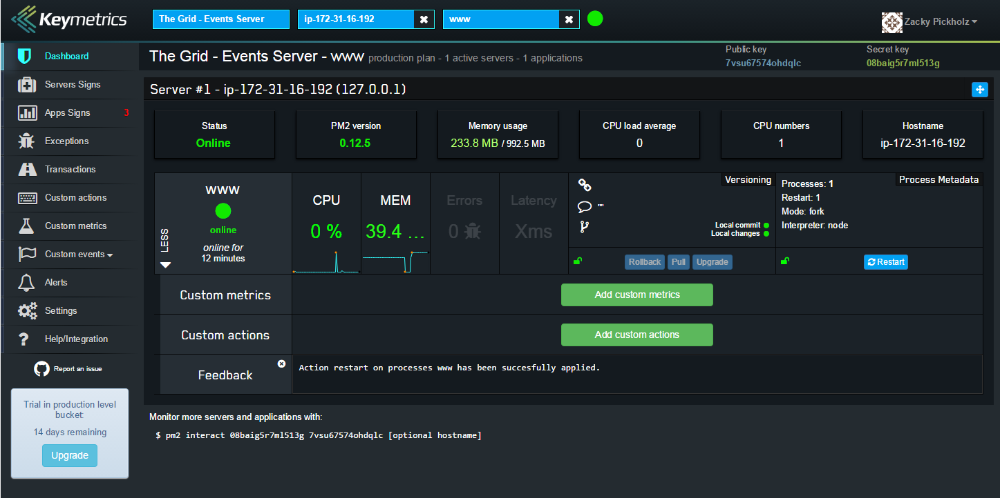 Keymetrics
The Grid - Events Server
ip-172-31-16-192
www
Zacky Pickholz
Dashboard
Servers Signs
Apps Signs 3
Exceptions
Transactions
Custom actions
Custom metrics
Custom events
Alerts
Settings
Help/Integration
Report an issue
Trial in production level
bucket:
14 days remaining
Upgrade
The Grid - Events Server - www production plan - 1 active servers - 1 applications
Public key
7vsu67574ohdqlc
Secret key
08baig5r7ml513g
Server #1 - ip-172-31-16-192 (127.0.0.1)
Status
Online
PM2 version
0.12.5
Memory usage
233.8 MB / 992.5 MB
CPU load average
0
CPU numbers
1
Hostname
ip-172-31-16-192
LESS
www
online
online for
12 minutes
CPU
0 %
MEM
39.4 ...
Errors
0
Latency
Xms
Versioning
""
Local commit
Local changes
Rollback
Pull
Upgrade
Process Metadata
Processes: 1
Restart: 1
Mode: fork
Interpreter: node
Restart
Custom metrics
Add custom metrics
Custom actions
Add custom actions
Feedback
Action restart on processes www has been succesfully applied.
Monitor more servers and applications with:
$ pm2 interact 08baig5r7ml513g 7vsu67574ohdqlc [optional hostname]